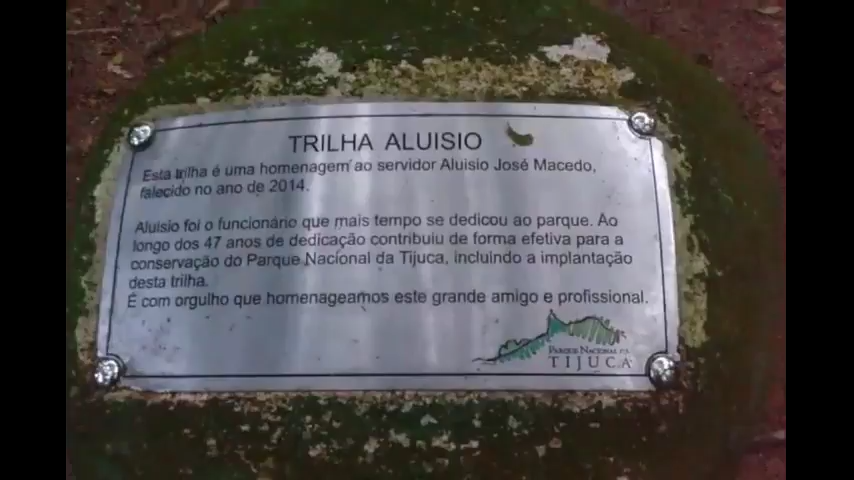 TRILHA ALUISIO
Esta trilha é uma homenagem ao servidor Aluisio José Macedo,
falecido no ano de 2014.
Aluisio foi o funcionário que mais tempo se dedicou ao parque. Ao
longo dos 47 anos de dedicação contribuiu de forma efetiva para a
conservação do Parque Nacional da Tijuca, incluindo a implantação
desta trilha.
É com orgulho que homenageamos este grande amigo e profissional.
PARQUE NACIONAL DA
TIJUCA